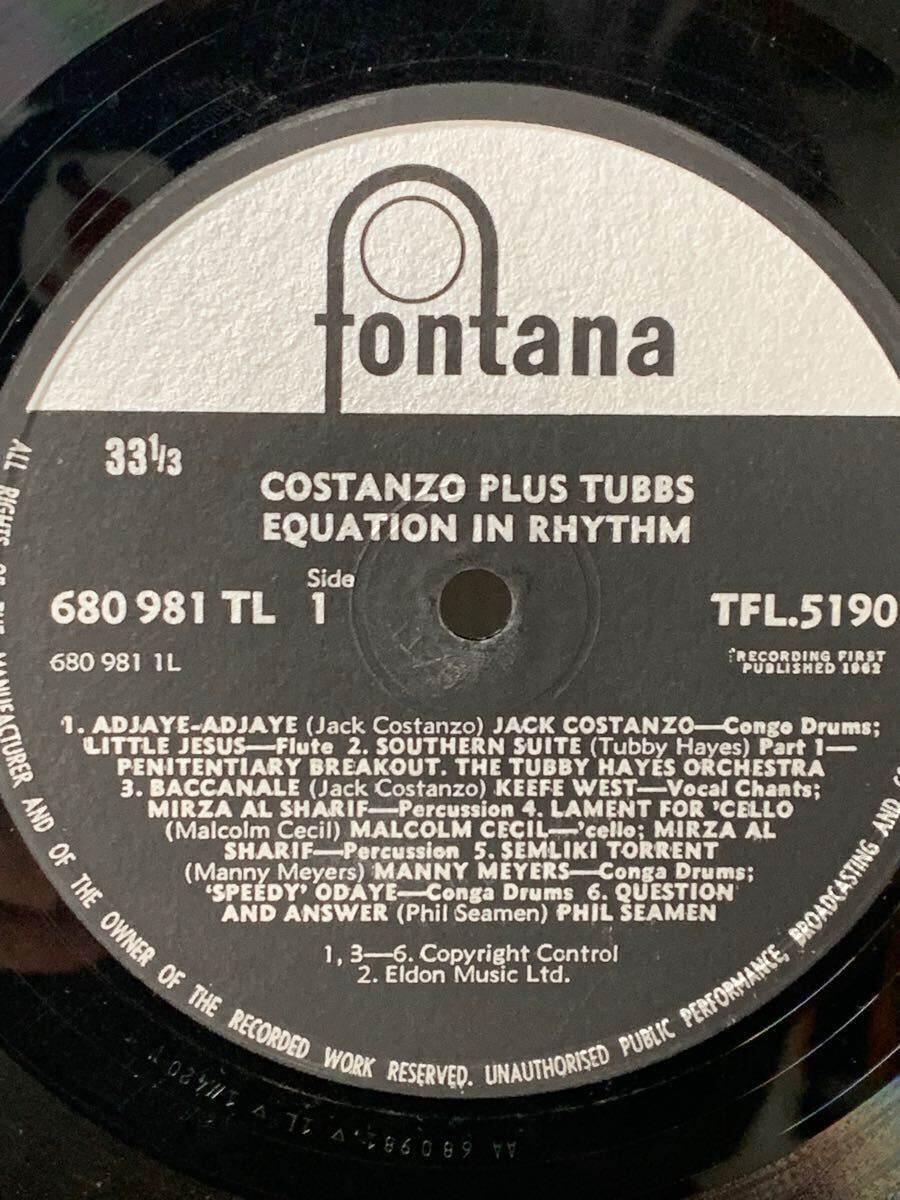 fontana
33 1/3
COSTANZO PLUS TUBBS
EQUATION IN RHYTHM
680 981 TL Side 1 TFL.5190
680 981 1L
RECORDING FIRST
PUBLISHED 1962
1. ADJAYE-ADJAYE (Jack Costanzo) JACK COSTANZO—Congo Drums;
LITTLE JESUS—Flute 2. SOUTHERN SUITE (Tubby Hayes) Part 1—
PENITENTIARY BREAKOUT. THE TUBBY HAYES ORCHESTRA
3. BACCANALE (Jack Costanzo) KEEFE WEST—Vocal Chants;
MIRZA AL SHARIF—Percussion 4. LAMENT FOR 'CELLO
(Malcolm Cecil) MALCOLM CECIL—'cello; MIRZA AL
SHARIF—Percussion 5. SEMLIKI TORRENT
(Manny Meyers) MANNY MEYERS—Conga Drums;
'SPEEDY' ODAYE—Conga Drums 6. QUESTION
AND ANSWER (Phil Seamen) PHIL SEAMEN
1, 3—6. Copyright Control
2. Eldon Music Ltd.
ALL RIGHTS OF THE MANUFACTURER AND OF THE OWNER OF THE RECORDED WORK RESERVED. UNAUTHORISED PUBLIC PERFORMANCE, BROADCASTING AND
AA 680981. 1L